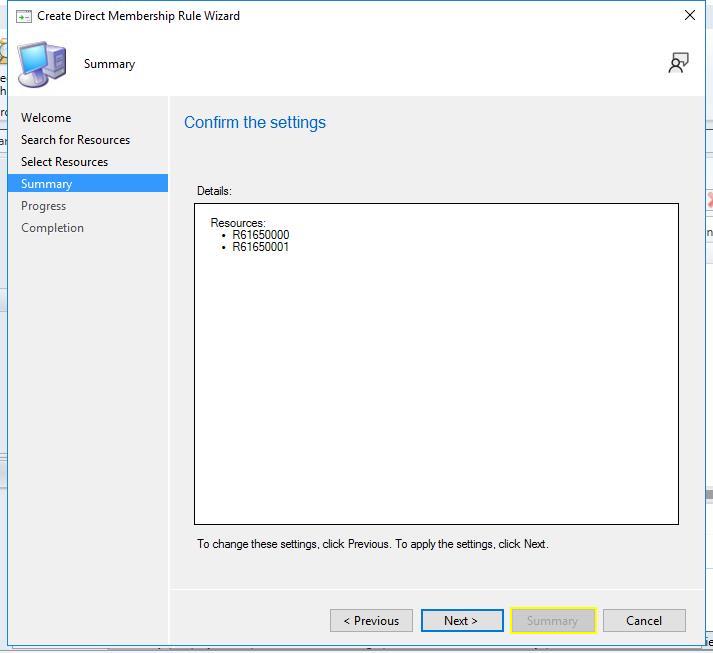 Create Direct Membership Rule Wizard
Summary
Welcome
Search for Resources
Select Resources
Summary
Progress
Completion
Confirm the settings
Details:
Resources:
• R61650000
• R61650001
To change these settings, click Previous. To apply the settings, click Next.
< Previous
Next >
Summary
Cancel